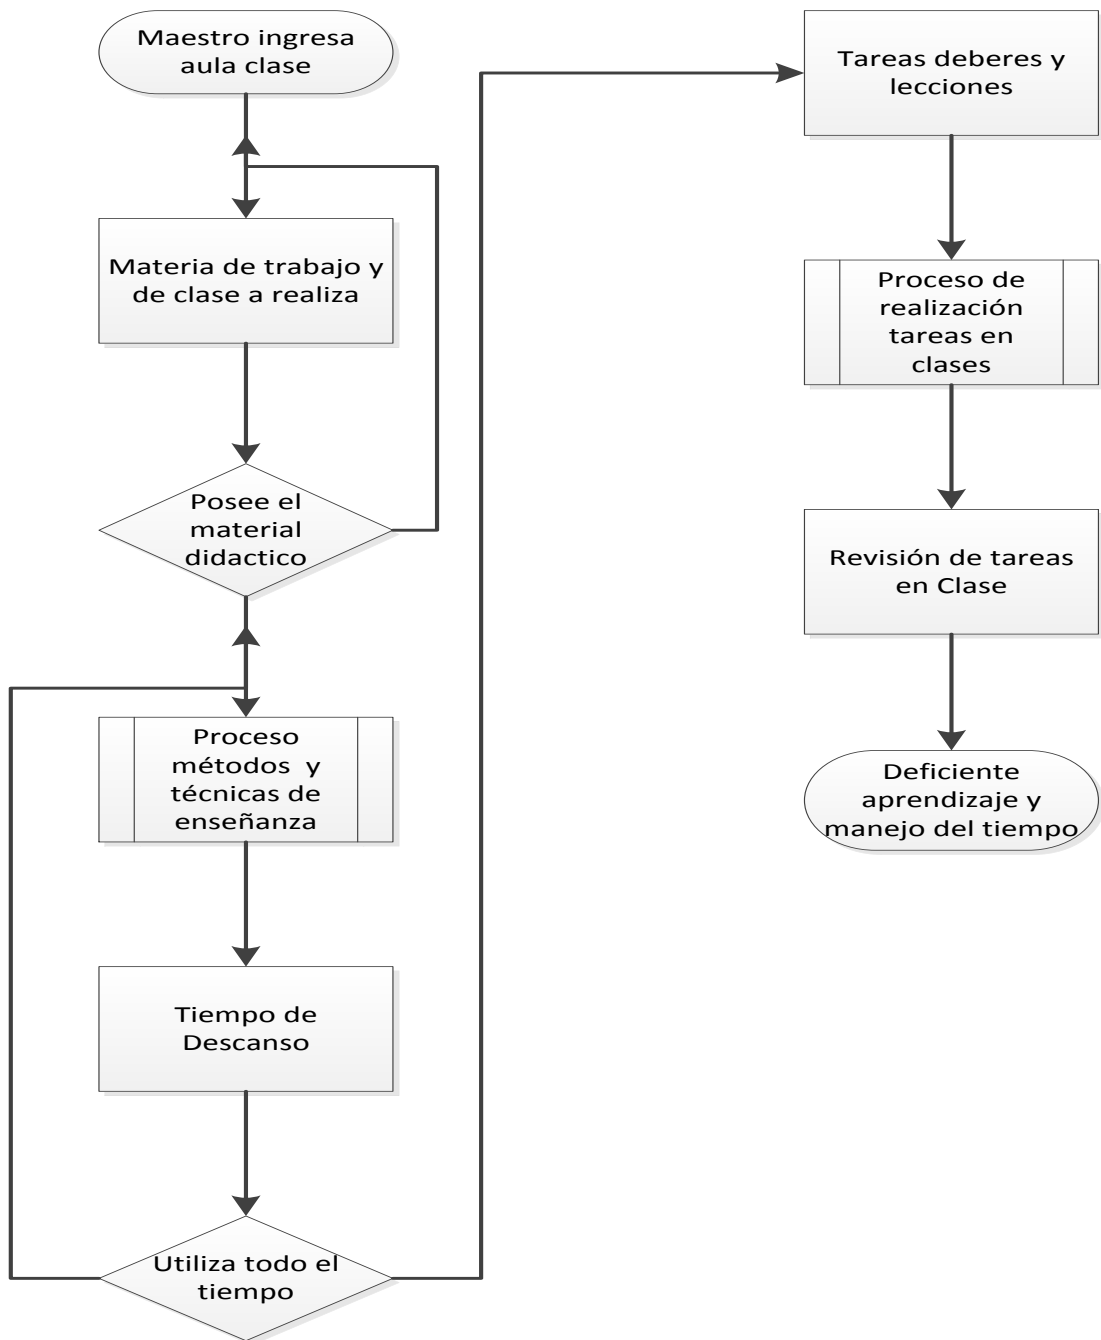 Maestro ingresa
aula clase
Materia de trabajo y
de clase a realiza
Posee el
material
didactico
Proceso
métodos y
técnicas de
enseñanza
Tiempo de
Descanso
Utiliza todo el
tiempo
Tareas deberes y
lecciones
Proceso de
realización
tareas en
clases
Revisión de tareas
en Clase
Deficiente
aprendizaje y
manejo del tiempo